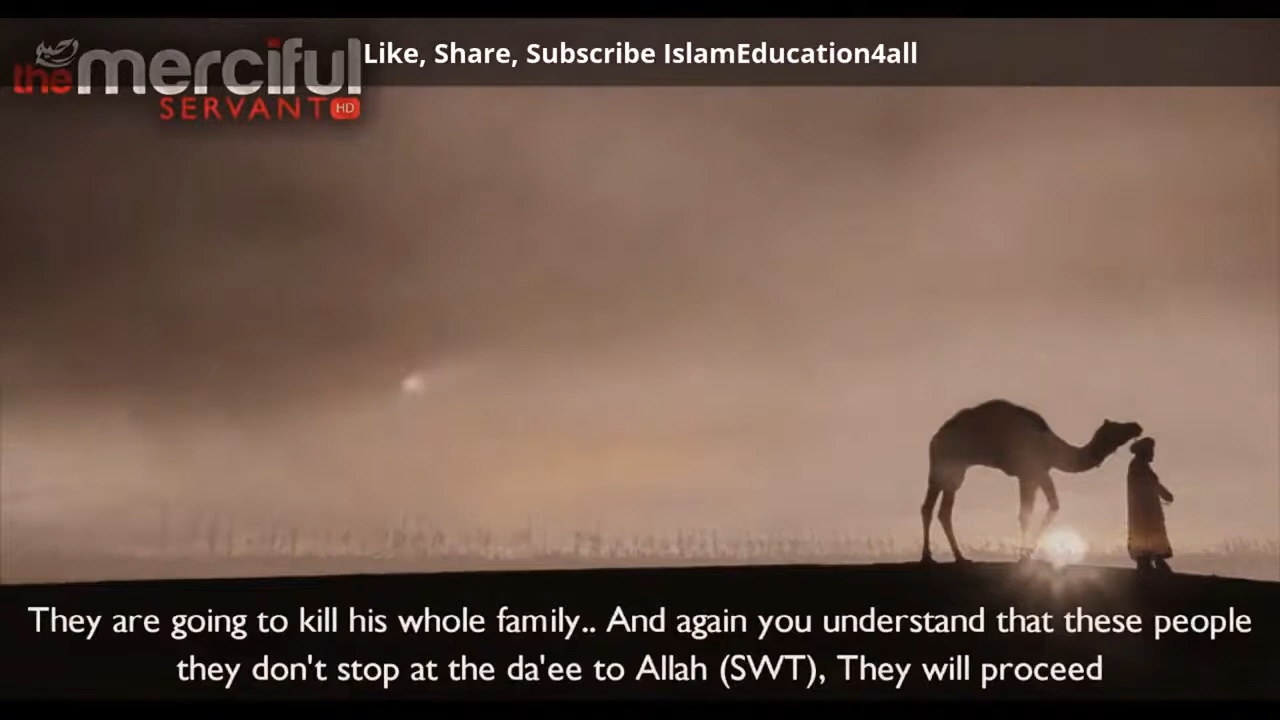 Like, Share, Subscribe IslamEducation4all
the merciful
SERVANT HD
They are going to kill his whole family.. And again you understand that these people
they don't stop at the da'ee to Allah (SWT), They will proceed